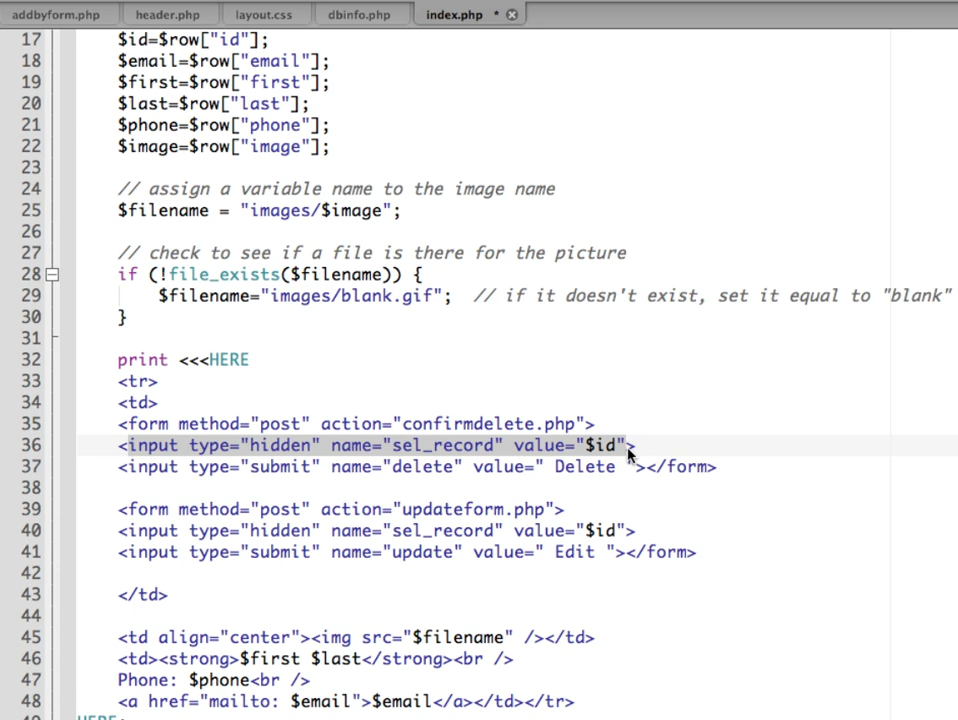 addbyform.php header.php layout.css dbinfo.php index.php *
17 $id=$row["id"];
18 $email=$row["email"];
19 $first=$row["first"];
20 $last=$row["last"];
21 $phone=$row["phone"];
22 $image=$row["image"];
23
24 // assign a variable name to the image name
25 $filename = "images/$image";
26
27 // check to see if a file is there for the picture
28 if (!file_exists($filename)) {
29 $filename="images/blank.gif"; // if it doesn't exist, set it equal to "blank"
30 }
31
32 print <<<HERE
33 <tr>
34 <td>
35 <form method="post" action="confirmdelete.php">
36 <input type="hidden" name="sel_record" value="$id">
37 <input type="submit" name="delete" value=" Delete "></form>
38
39 <form method="post" action="updateform.php">
40 <input type="hidden" name="sel_record" value="$id">
41 <input type="submit" name="update" value=" Edit "></form>
42
43 </td>
44
45 <td align="center"><img src="$filename" /></td>
46 <td><strong>$first $last</strong><br />
47 Phone: $phone<br />
48 <a href="mailto: $email">$email</a></td></tr>
HERE;